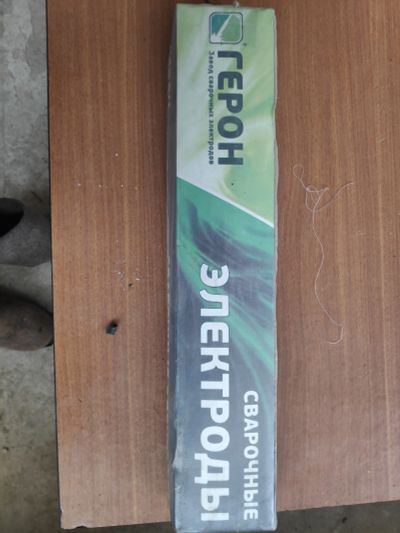 ГЕРОН
Завод сварочных электродов
СВАРОЧНЫЕ
ЭЛЕКТРОДЫ